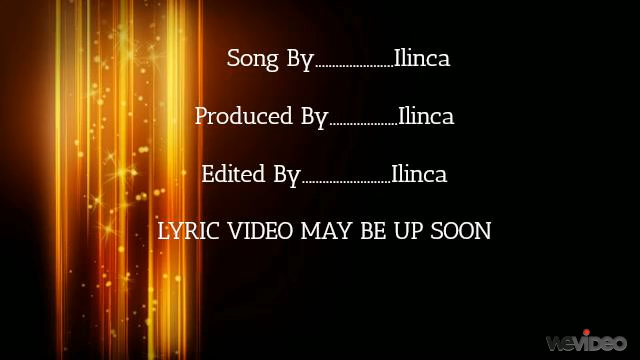 Song By.......................Ilinca
Produced By....................Ilinca
Edited By..........................Ilinca
LYRIC VIDEO MAY BE UP SOON
WEVIDEO